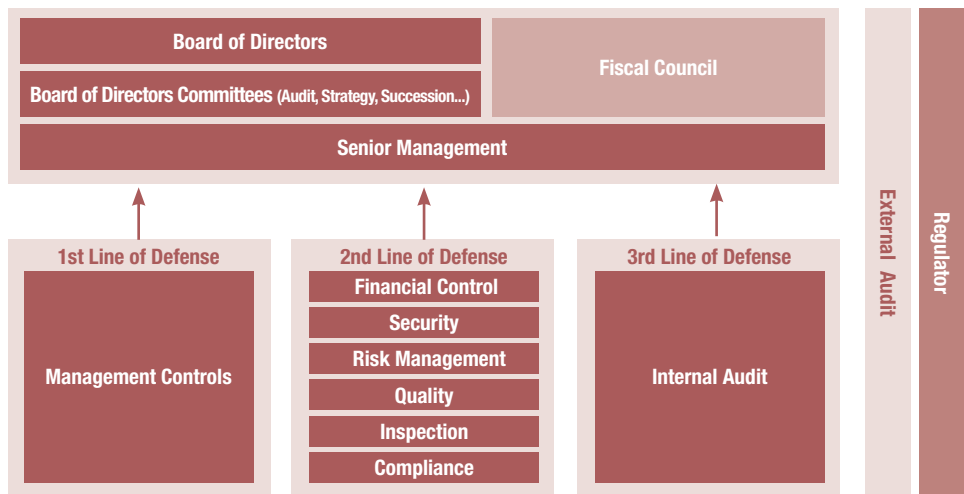 Board of Directors
Board of Directors Committees (Audit, Strategy, Succession...)
Fiscal Council
Senior Management
1st Line of Defense
Management Controls
2nd Line of Defense
Financial Control
Security
Risk Management
Quality
Inspection
Compliance
3rd Line of Defense
Internal Audit
External Audit
Regulator